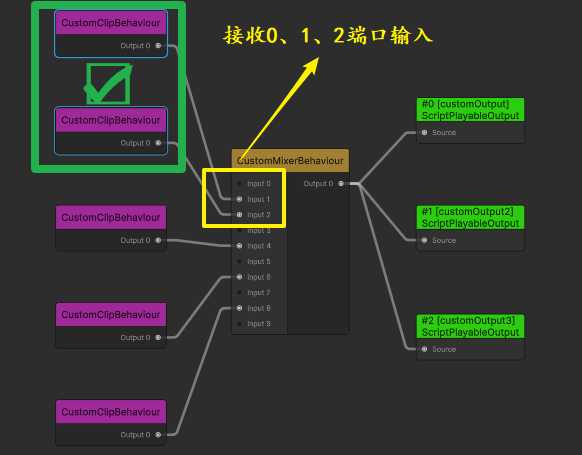 CustomClipBehaviour
Output 0
接收0、1、2端口输入
CustomClipBehaviour
Output 0
CustomMixerBehaviour
Input 0
Output 0
Input 1
Input 2
Input 3
Input 4
Input 5
Input 6
Input 7
Input 8
Input 9
CustomClipBehaviour
Output 0
CustomClipBehaviour
Output 0
CustomClipBehaviour
Output 0
#0 [customOutput]
ScriptPlayableOutput
Source
#1 [customOutput2]
ScriptPlayableOutput
Source
#2 [customOutput3]
ScriptPlayableOutput
Source